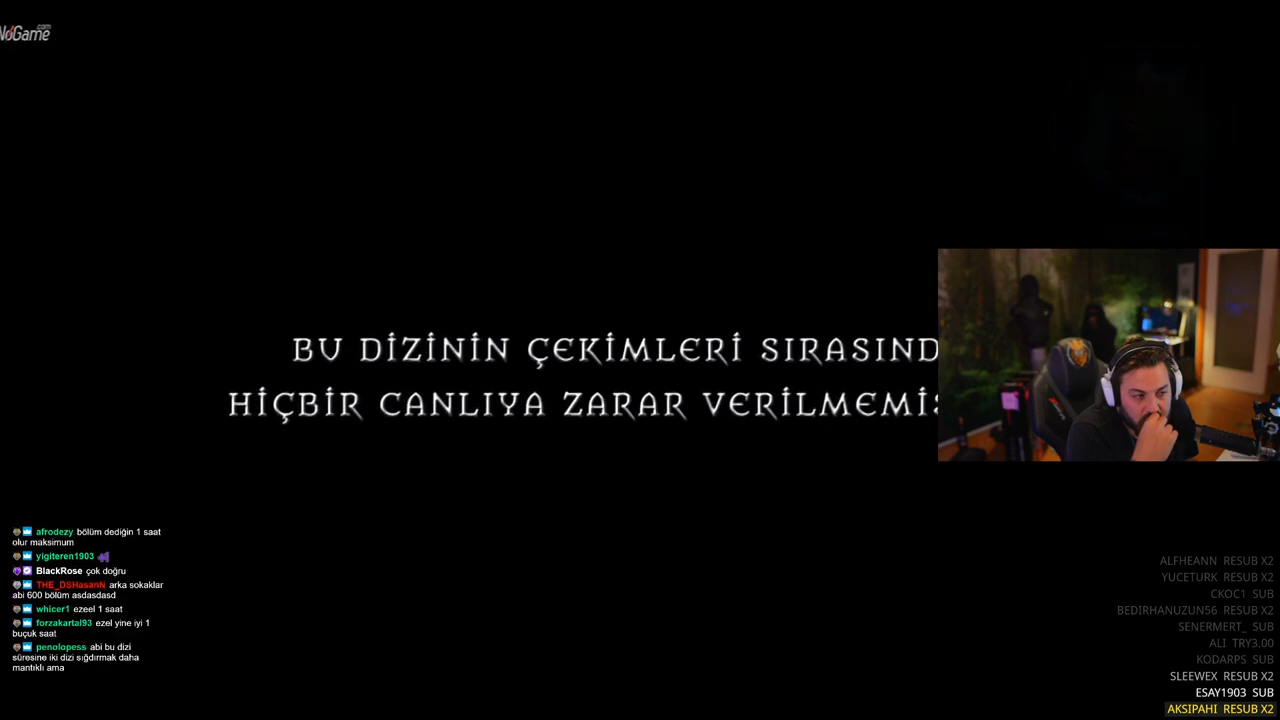 NoGame.com
BU DİZİNİN ÇEKİMLERİ SIRASIND
HİÇBİR CANLIYA ZARAR VERİLMEMİŞ
afrodezy bölüm dediğin 1 saat
olur maksimum
yigiteren1903
BlackRose çok doğru
THE_DSHasanN arka sokaklar
abi 600 bölüm asdasdasd
whicer1 ezeel 1 saat
forzakartal93 ezel yine iyi 1
buçuk saat
penolopess abi bu dizi
süresine iki dizi sığdırmak daha
mantıklı ama
ALFHEANN RESUB X2
YUCETURK RESUB X2
CKOC1 SUB
BEDIRHANUZUN56 RESUB X2
SENERMERT_ SUB
ALI TRY3.00
KODARPS SUB
SLEEWEX RESUB X2
ESAY1903 SUB
AKSIPAHI RESUB X2